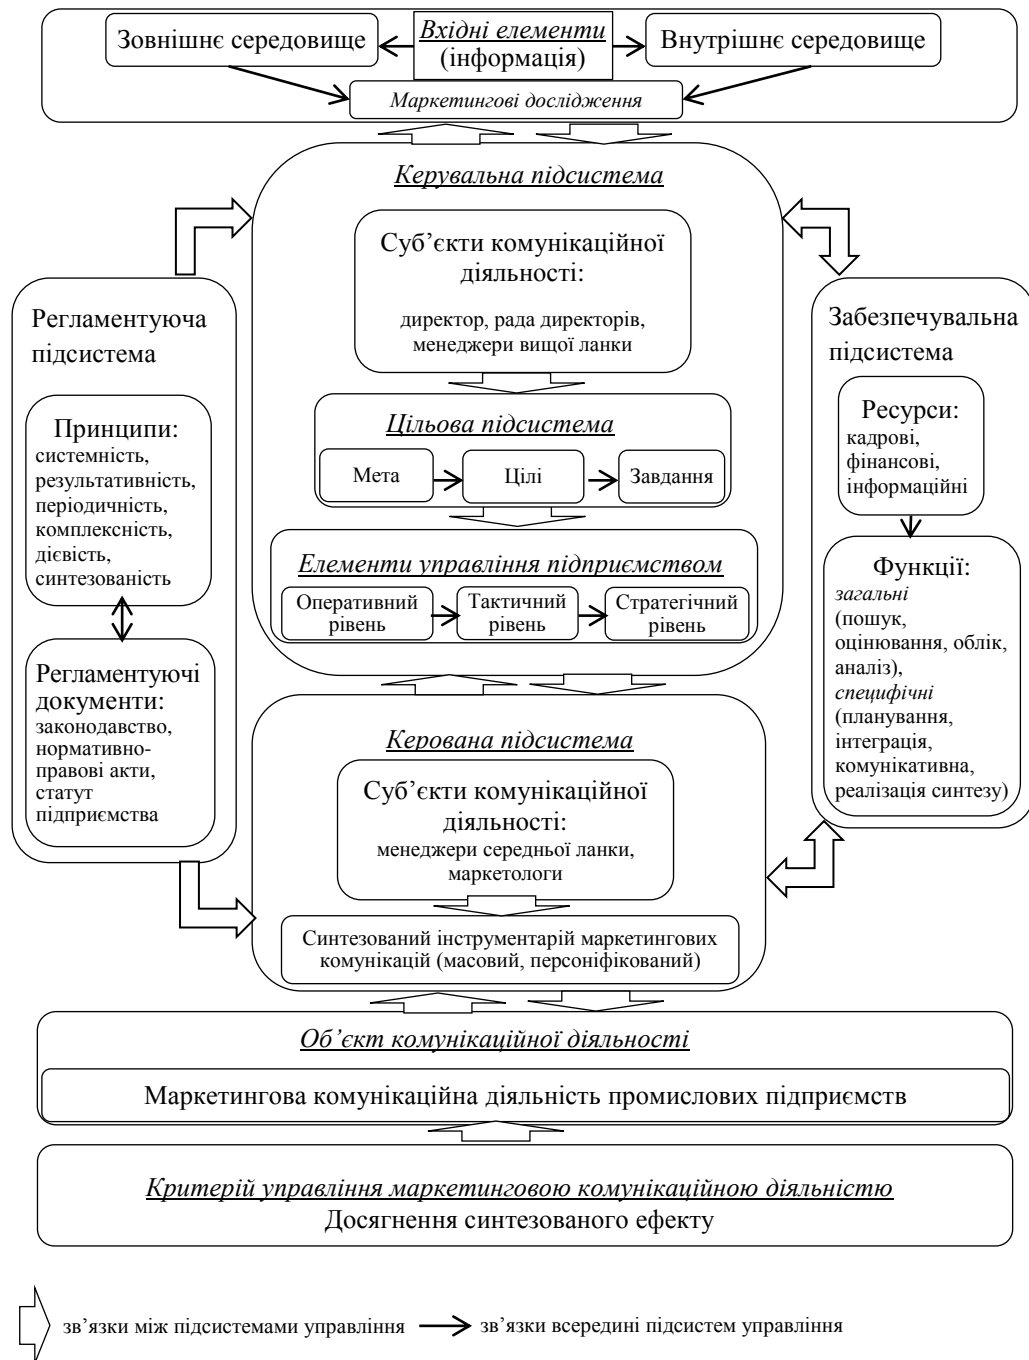 Зовнішнє середовище
Вхідні елементи
(інформація)
Внутрішнє середовище
Маркетингові дослідження
Керувальна підсистема
Суб’єкти комунікаційної
діяльності:
директор, рада директорів,
менеджери вищої ланки
Цільова підсистема
Мета
Цілі
Завдання
Елементи управління підприємством
Оперативний
рівень
Тактичний
рівень
Стратегічний
рівень
Регламентуюча
підсистема
Принципи:
системність,
результативність,
періодичність,
комплексність,
дієвість,
синтезованість
Регламентуючі
документи:
законодавство,
нормативно-
правові акти,
статут
підприємства
Забезпечувальна
підсистема
Ресурси:
кадрові,
фінансові,
інформаційні
Функції:
загальні
(пошук,
оцінювання, облік,
аналіз),
специфічні
(планування,
інтеграція,
комунікативна,
реалізація синтезу)
Керована підсистема
Суб’єкти комунікаційної
діяльності:
менеджери середньої ланки,
маркетологи
Синтезований інструментарій маркетингових
комунікацій (масовий, персоніфікований)
Об’єкт комунікаційної діяльності
Маркетингова комунікаційна діяльність промислових підприємств
Критерій управління маркетинговою комунікаційною діяльністю
Досягнення синтезованого ефекту
зв’язки між підсистемами управління
зв’язки всередині підсистем управління